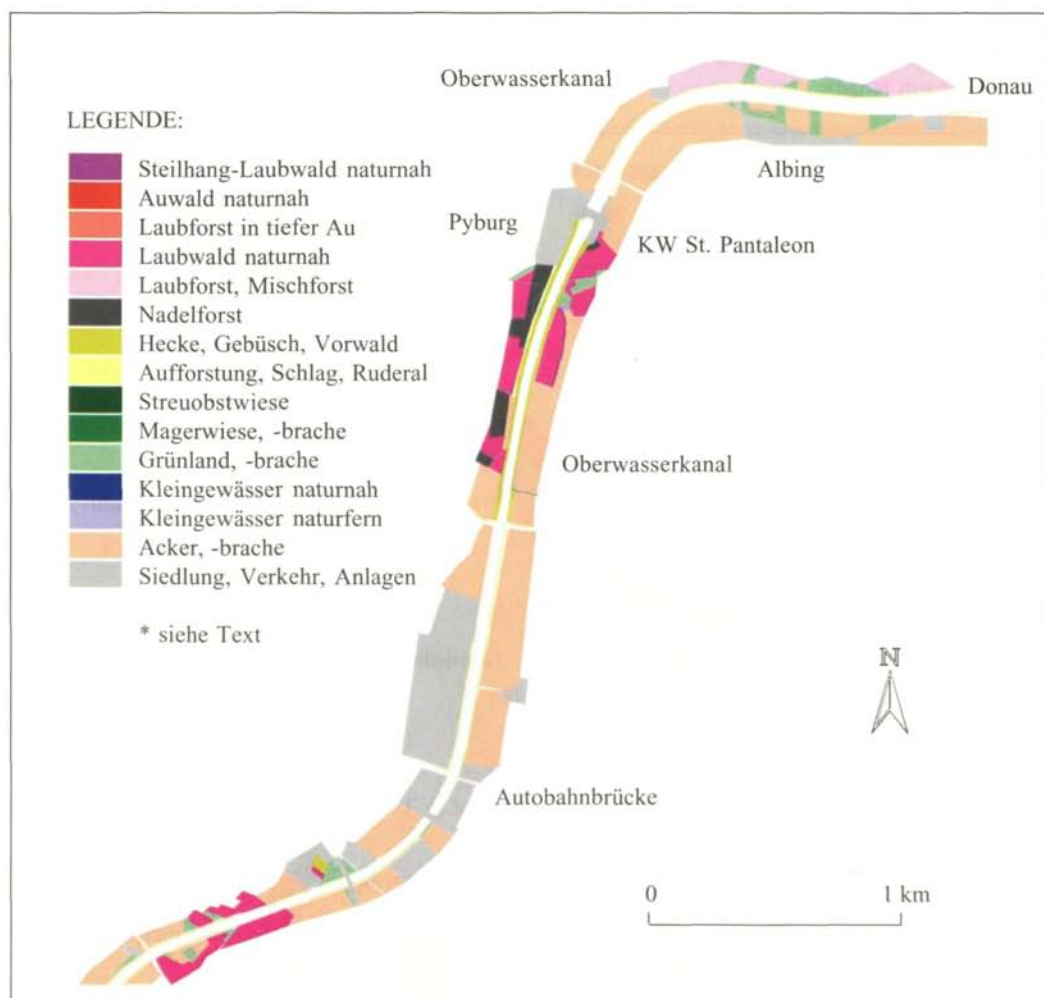 Oberwasserkanal
Donau
LEGENDE:
Steilhang-Laubwald naturnah
Auwald naturnah
Laubforst in tiefer Au
Laubwald naturnah
Laubforst, Mischforst
Nadelforst
Hecke, Gebüsch, Vorwald
Aufforstung, Schlag, Ruderal
Streuobstwiese
Magerwiese, -brache
Grünland, -brache
Kleingewässer naturnah
Kleingewässer naturfern
Acker, -brache
Siedlung, Verkehr, Anlagen
* siehe Text
Albing
Pyburg
KW St. Pantaleon
Oberwasserkanal
N
Autobahnbrücke
0 1 km